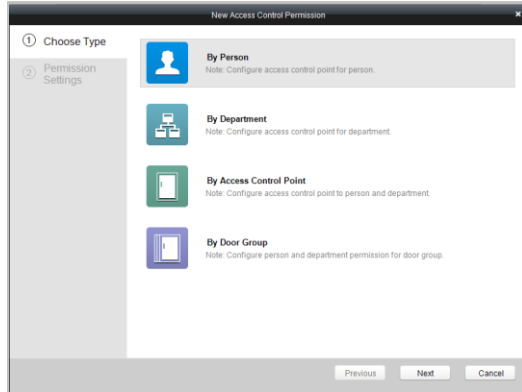 New Access Control Permission
×
1 Choose Type
2 Permission
Settings
By Person
Note: Configure access control point for person.
By Department
Note: Configure access control point for department.
By Access Control Point
Note: Configure access control point to person and department.
By Door Group
Note: Configure person and department permission for door group.
Previous Next Cancel